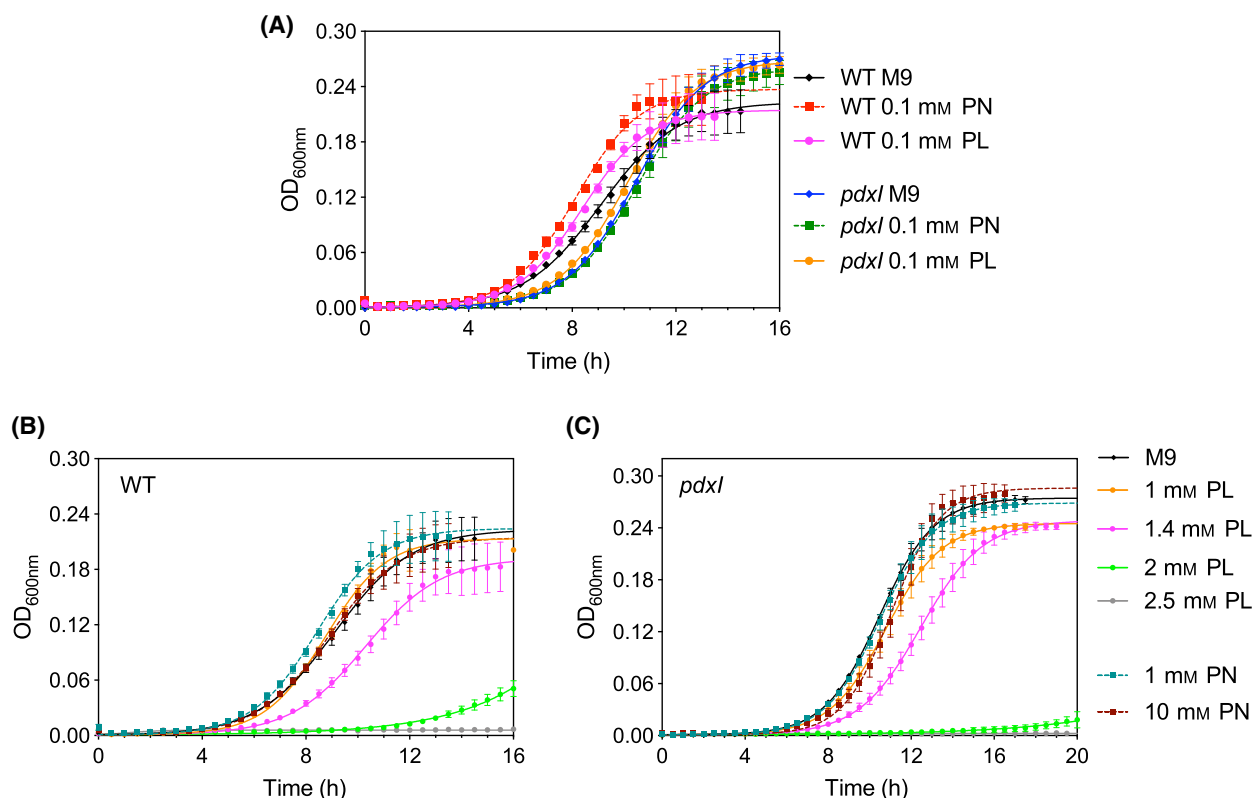 (A)
0.30
0.24
0.18
0.12
0.06
0.00
OD600nm
0 4 8 12 16
Time (h)
WT M9
WT 0.1 mM PN
WT 0.1 mM PL
pdxI M9
pdxI 0.1 mM PN
pdxI 0.1 mM PL
(B)
WT
0.30
0.24
0.18
0.12
0.06
0.00
OD600nm
0 4 8 12 16
Time (h)
(C)
pdxI
0.30
0.24
0.18
0.12
0.06
0.00
OD600nm
0 4 8 12 16 20
Time (h)
M9
1 mM PL
1.4 mM PL
2 mM PL
2.5 mM PL
1 mM PN
10 mM PN